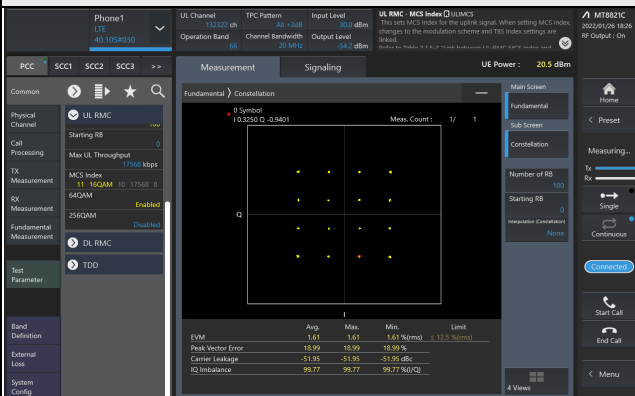 Phone1
LTE
40.10S#030
UL Channel
132322 ch
TPC Pattern
All +3dB
Input Level
30.0 dBm
Operation Band
66
Channel Bandwidth
20 MHz
Output Level
-54.2 dBm
UL RMC - MCS Index ULIMCS
This sets MCS Index for the uplink signal. When setting MCS Index,
changes to the modulation scheme and TBS Index settings are
linked.
MT8821C
2022/01/26 18:26
RF Output : On
PCC SCC1 SCC2 SCC3 >>
Measurement
Signaling
UE Power : 20.5 dBm
Common
Physical
Channel
Call
Processing
TX
Measurement
RX
Measurement
Fundamental
Measurement
Test
Parameter
Band
Definition
External
Loss
System
Config
UL RMC
100
Starting RB
0
Max UL Throughput
17568 kbps
MCS Index
11 16QAM 10 17568 8
64QAM
Enabled
256QAM
Disabled
DL RMC
TDD
Fundamental > Constellation
0 Symbol
I 0.3250 Q -0.9401
Meas. Count : 1/ 1
Q
I
Avg. Max. Min. Limit
EVM 1.61 1.61 1.61 %(rms) ≤ 12.5 %(rms)
Peak Vector Error 18.99 18.99 18.99 %
Carrier Leakage -51.95 -51.95 -51.95 dBc
IQ Imbalance 99.77 99.77 99.77 %(I/Q)
Main Screen
Fundamental
Sub Screen
Constellation
Number of RB
100
Starting RB
0
Interpolation (Constellation)
None
4 Views
Home
< Preset
Measuring...
Tx
Rx
Single
Continuous
Connected
Start Call
End Call
< Menu